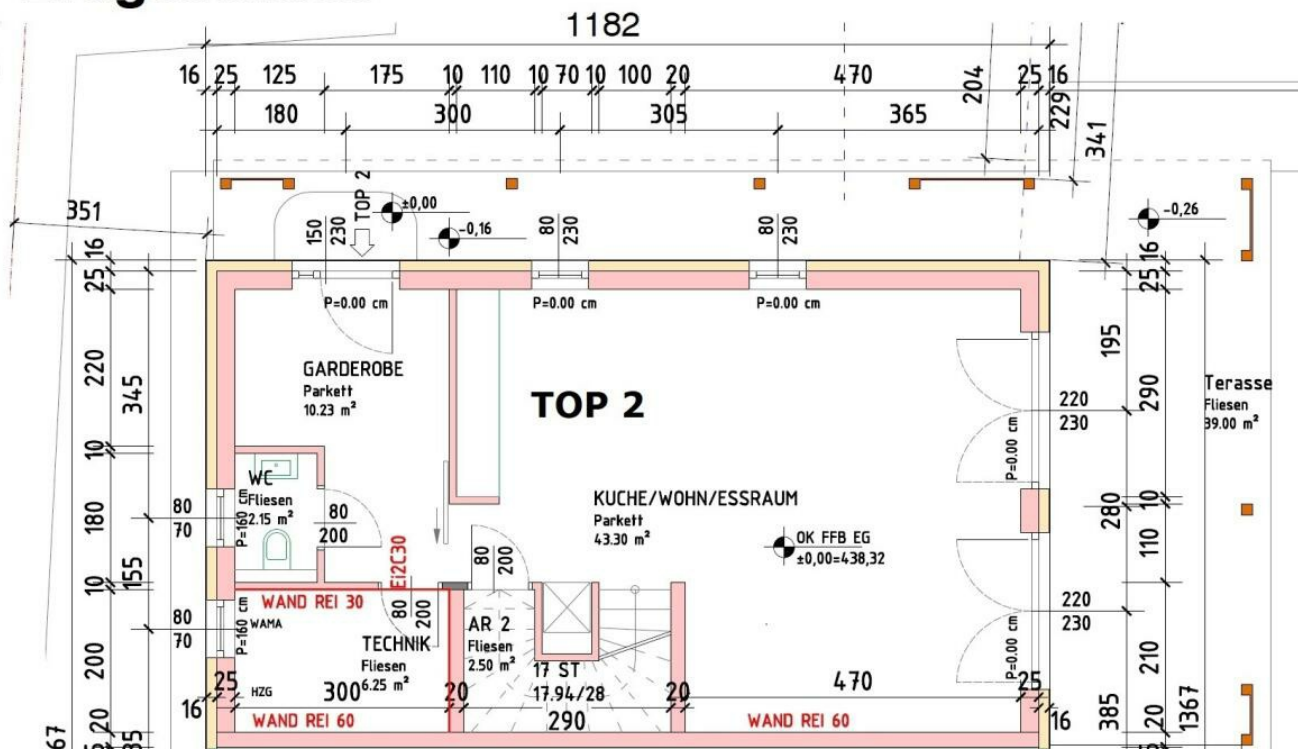 1182
16 25 125 175 10 110 10 70 10 100 20 470 25 16
180 300 305 365
204
229
341
351
TOP 2
±0,00
-0,16
-0,26
150
230
80
230
80
230
16
25
220
345
10
180
155
10
200
20
16
25
195
290
280
10
110
210
385
20
1367
P=0.00 cm
P=0.00 cm
P=0.00 cm
GARDEROBE
Parkett
10.23 m²
TOP 2
220
230
P=0.00 cm
Terasse
Fliesen
39.00 m²
WC
Fliesen
2.15 m²
80
70
P=160 cm
80
200
KUCHE/WOHN/ESSRAUM
Parkett
43.30 m²
OK FFB EG
±0,00=438,32
Ei2C30
80
200
WAND REI 30
80
70
P=160 cm
WAMA
80
200
TECHNIK
Fliesen
6.25 m²
AR 2
Fliesen
2.50 m²
17 ST
17.94/28
220
230
P=0.00 cm
HZG
16 25 300 20 290 20 470 25 16
WAND REI 60
WAND REI 60